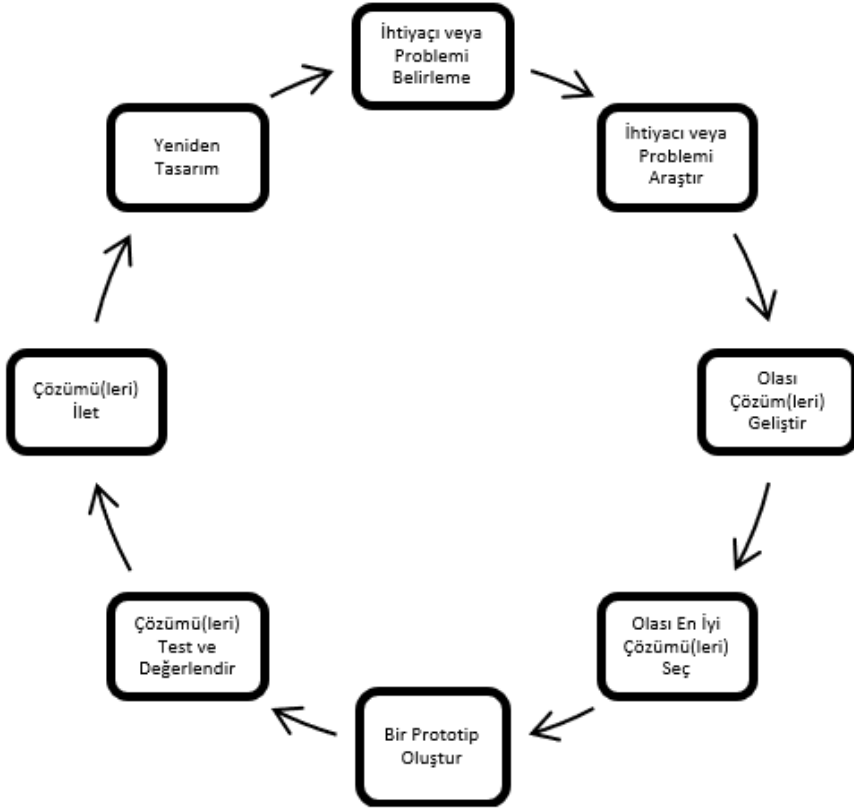 İhtiyaçı veya
Problemi
Belirleme
İhtiyacı veya
Problemi
Araştır
Olası
Çözüm(leri)
Geliştir
Olası En İyi
Çözümü(leri)
Seç
Bir Prototip
Oluştur
Çözümü(leri)
Test ve
Değerlendir
Çözümü(leri)
İlet
Yeniden
Tasarım